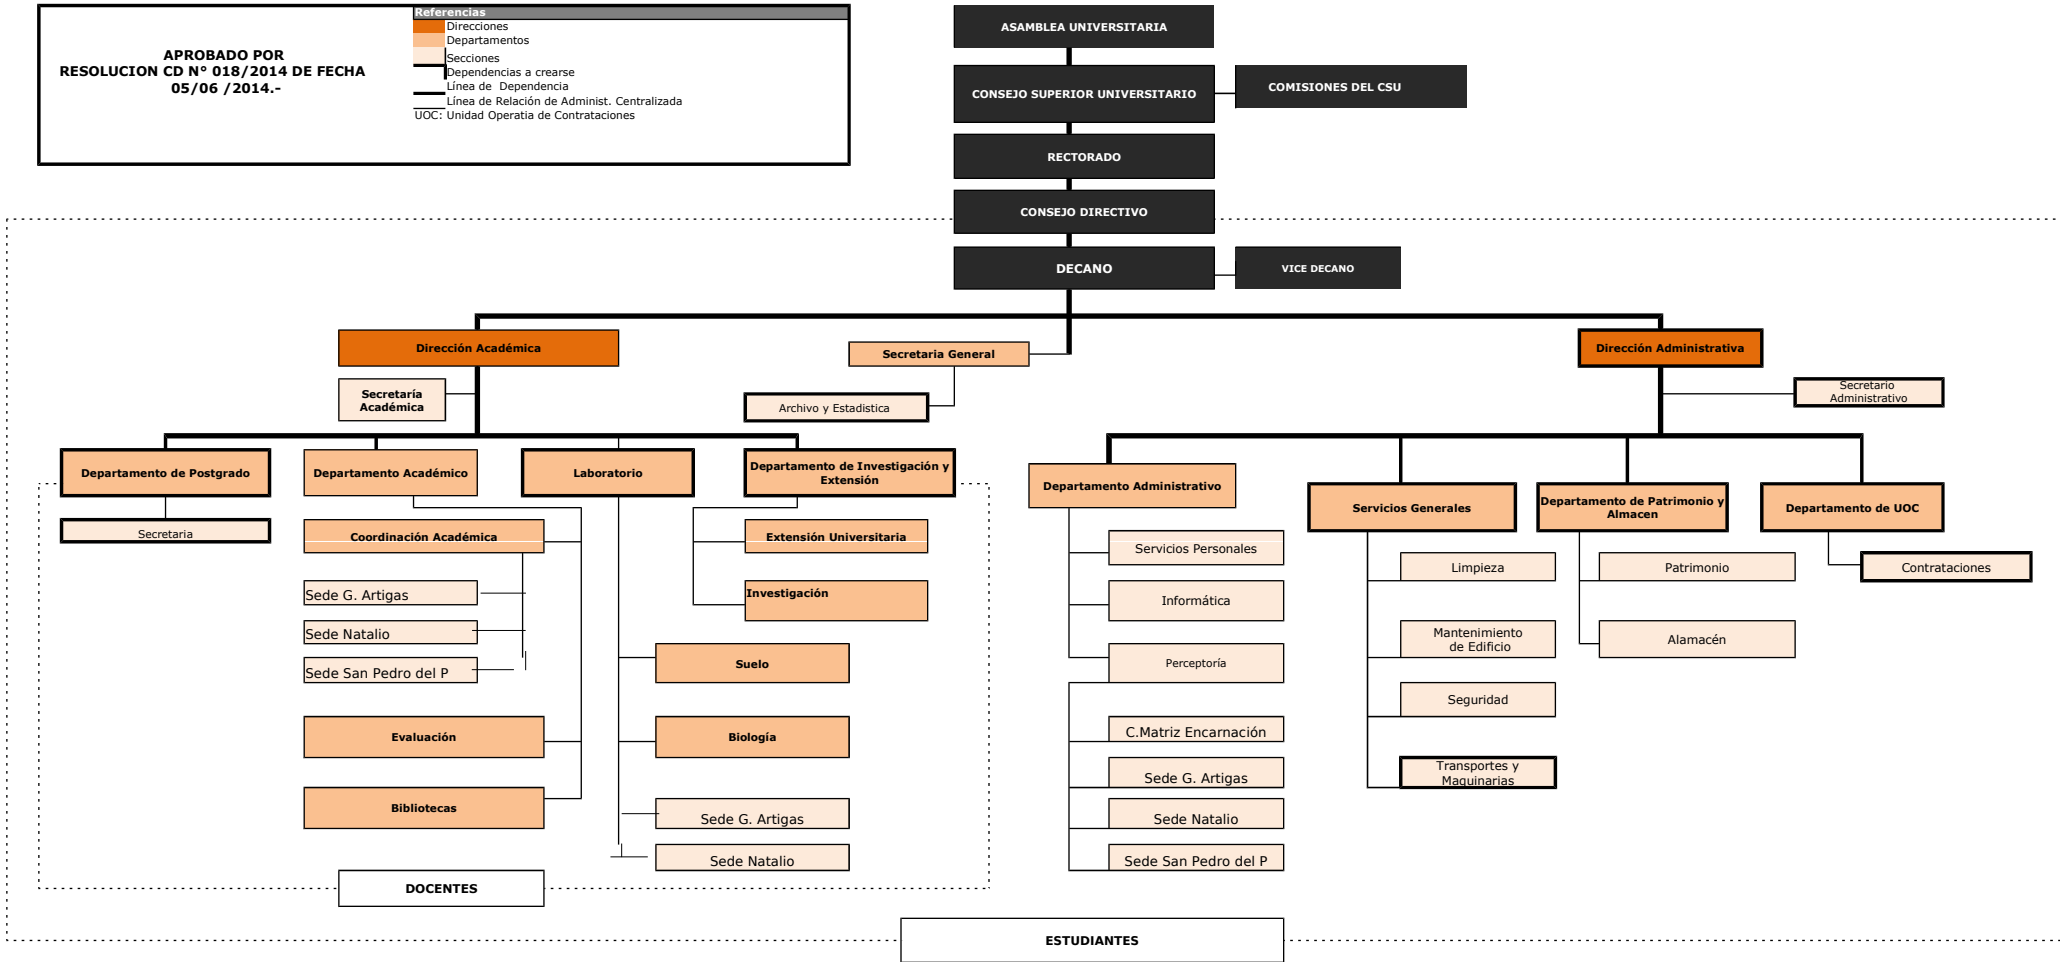 APROBADO POR
RESOLUCION CD N° 018/2014 DE FECHA
05/06 /2014.-
Referencias
Direcciones
Departamentos
Secciones
Dependencias a crearse
Línea de Dependencia
Línea de Relación de Administ. Centralizada
UOC: Unidad Operatia de Contrataciones
ASAMBLEA UNIVERSITARIA
CONSEJO SUPERIOR UNIVERSITARIO
COMISIONES DEL CSU
RECTORADO
CONSEJO DIRECTIVO
DECANO
VICE DECANO
Dirección Académica
Secretaria General
Dirección Administrativa
Secretaría
Académica
Archivo y Estadistica
Secretario
Administrativo
Departamento de Postgrado
Departamento Académico
Laboratorio
Departamento de Investigación y
Extensión
Departamento Administrativo
Servicios Generales
Departamento de Patrimonio y
Almacen
Departamento de UOC
Secretaria
Coordinación Académica
Extensión Universitaria
Servicios Personales
Limpieza
Patrimonio
Contrataciones
Sede G. Artigas
Investigación
Informática
Sede Natalio
Mantenimiento
de Edificio
Alamacén
Sede San Pedro del P
Suelo
Perceptoría
Seguridad
Evaluación
Biología
C.Matriz Encarnación
Transportes y
Maquinarias
Sede G. Artigas
Bibliotecas
Sede G. Artigas
Sede Natalio
Sede Natalio
Sede San Pedro del P
DOCENTES
ESTUDIANTES